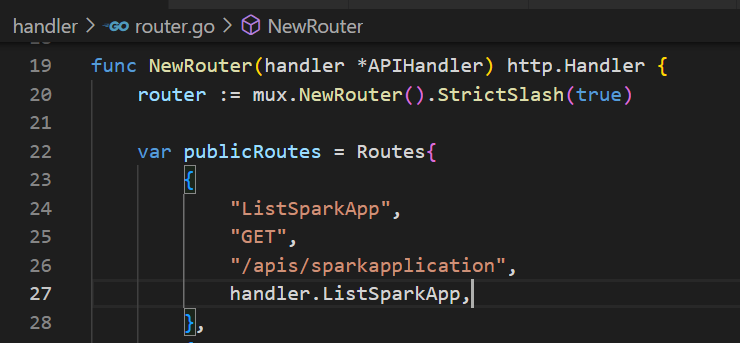 handler > GO router.go > NewRouter
19 func NewRouter(handler *APIHandler) http.Handler {
20 router := mux.NewRouter().StrictSlash(true)
21
22 var publicRoutes = Routes{
23 {
24 "ListSparkApp",
25 "GET",
26 "/apis/sparkapplication",
27 handler.ListSparkApp,
28 },